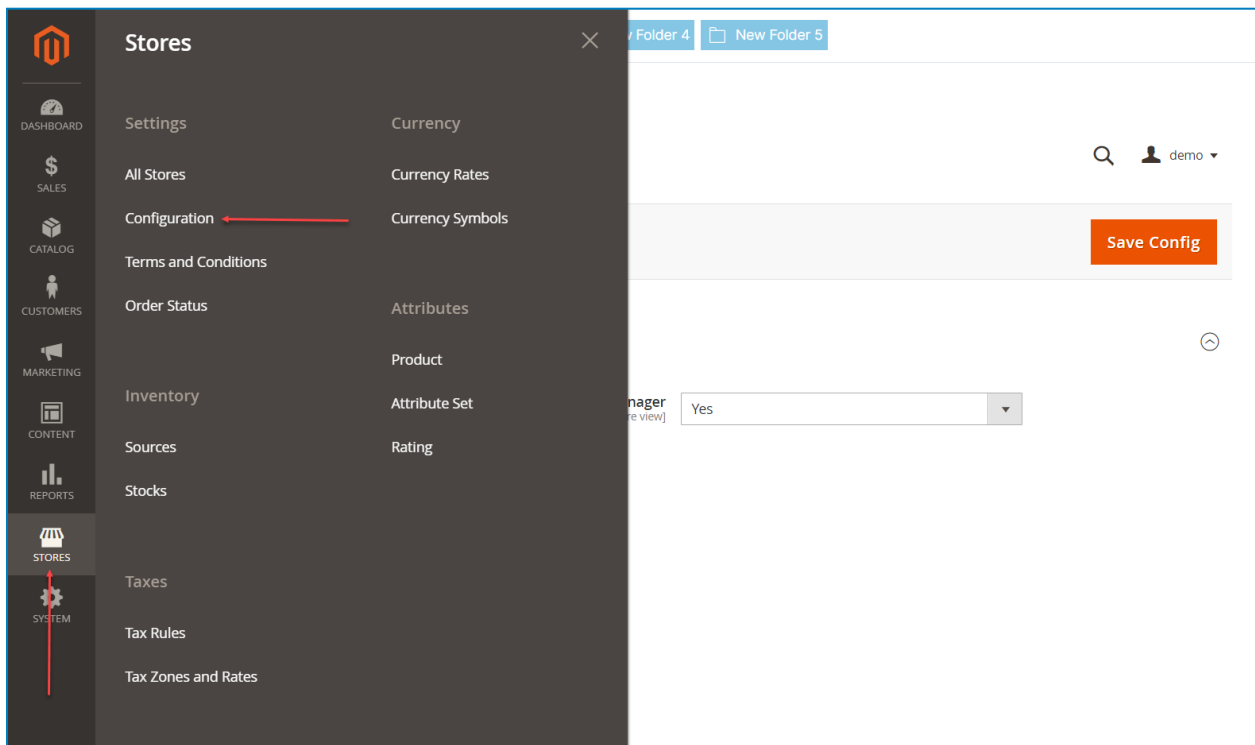 Stores
Folder 4
New Folder 5
DASHBOARD
SALES
CATALOG
CUSTOMERS
MARKETING
CONTENT
REPORTS
STORES
SYSTEM
Settings
All Stores
Configuration
Terms and Conditions
Order Status
Inventory
Sources
Stocks
Taxes
Tax Rules
Tax Zones and Rates
Currency
Currency Rates
Currency Symbols
Attributes
Product
Attribute Set
Rating
demo
Save Config
nager
re view]
Yes